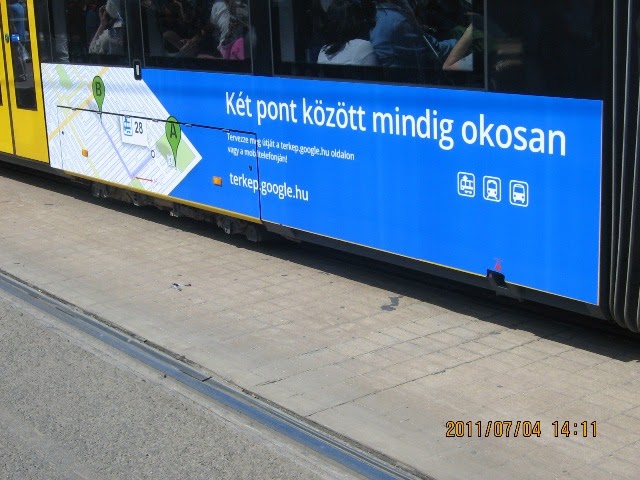 Két pont között mindig okosan
B
28
A
Tervezze meg útját a terkep.google.hu oldalon
vagy a mobiltelefonján!
terkep.google.hu
2011/07/04 14:11